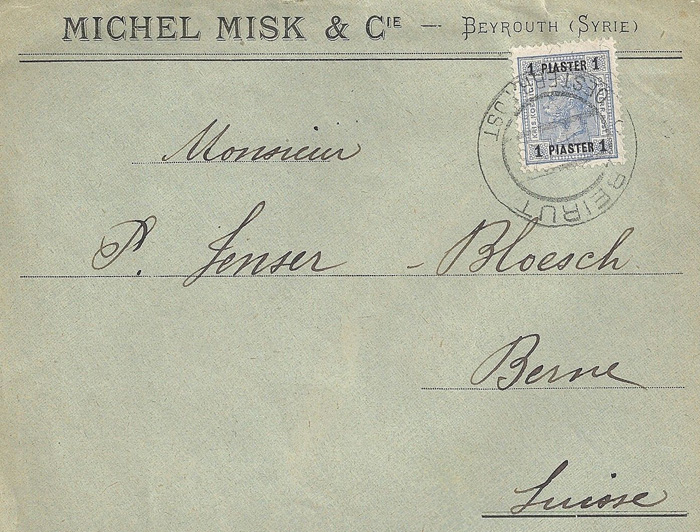 MICHEL MISK & CIE — BEYROUTH (SYRIE)
1 PIASTER 1
1 PIASTER 1
BEIRUT
Monsieur
P. Jenser - Bloesch
Berne
Suisse